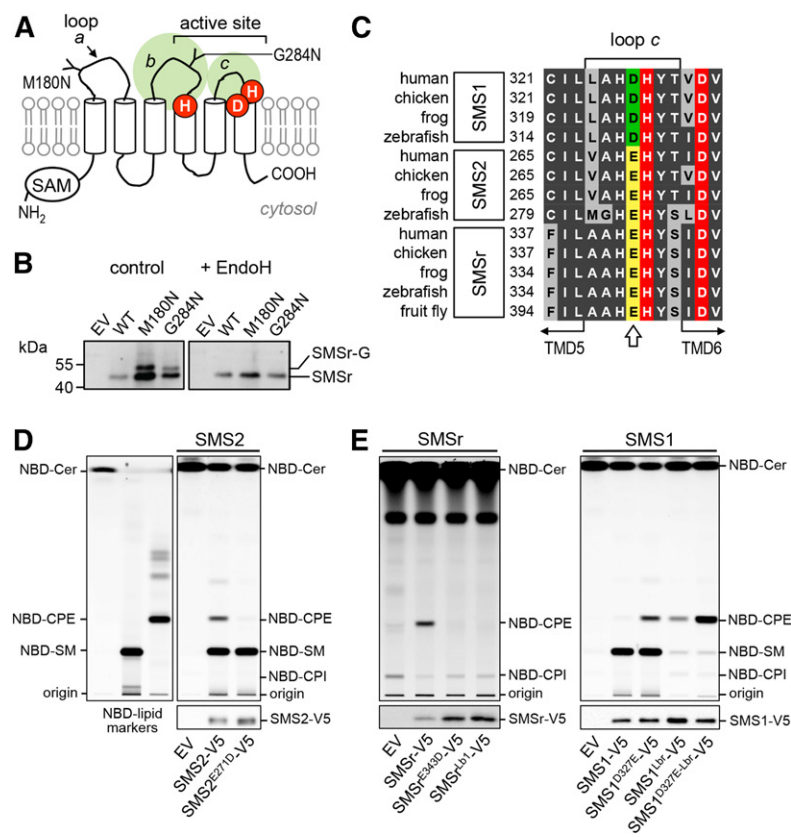 A
loop
a
active site
b
c
G284N
M180N
H
D
H
SAM
NH2
COOH
cytosol
B
control
+ EndoH
EV
WT
M180N
G284N
EV
WT
M180N
G284N
kDa
55
40
SMSr-G
SMSr
C
loop c
human 321 C I L L A H D H Y T V D V
chicken 321 C I L L A H D H Y T V D V
frog 319 C I L L A H D H Y T V D V
zebrafish 314 C I L L A H D H Y T I D V
SMS1
human 265 C I L V A H E H Y T I D V
chicken 265 C I L V A H E H Y T V D V
frog 265 C I L V A H E H Y T I D V
zebrafish 279 C I L M G H E H Y S L D V
SMS2
human 337 F I L A A H E H Y S I D V
chicken 337 F I L A A H E H Y S I D V
frog 334 F I L A A H E H Y S I D V
zebrafish 334 F I L A A H E H Y S I D V
fruit fly 394 F I L A A H E H Y S I D V
SMSr
TMD5
TMD6
D
SMS2
NBD-Cer
NBD-Cer
NBD-CPE
NBD-CPE
NBD-SM
NBD-SM
NBD-CPI
origin
origin
NBD-lipid
markers
SMS2-V5
EV
SMS2-V5
SMS2E271D-V5
E
SMSr
NBD-Cer
NBD-CPE
NBD-CPI
origin
SMSr-V5
EV
SMSr-V5
SMSrE343D-V5
SMSrLb1-V5
SMS1
NBD-Cer
NBD-CPE
NBD-SM
NBD-CPI
origin
SMS1-V5
EV
SMS1-V5
SMS1D327E-V5
SMS1Lbr-V5
SMS1D327E-Lbr-V5